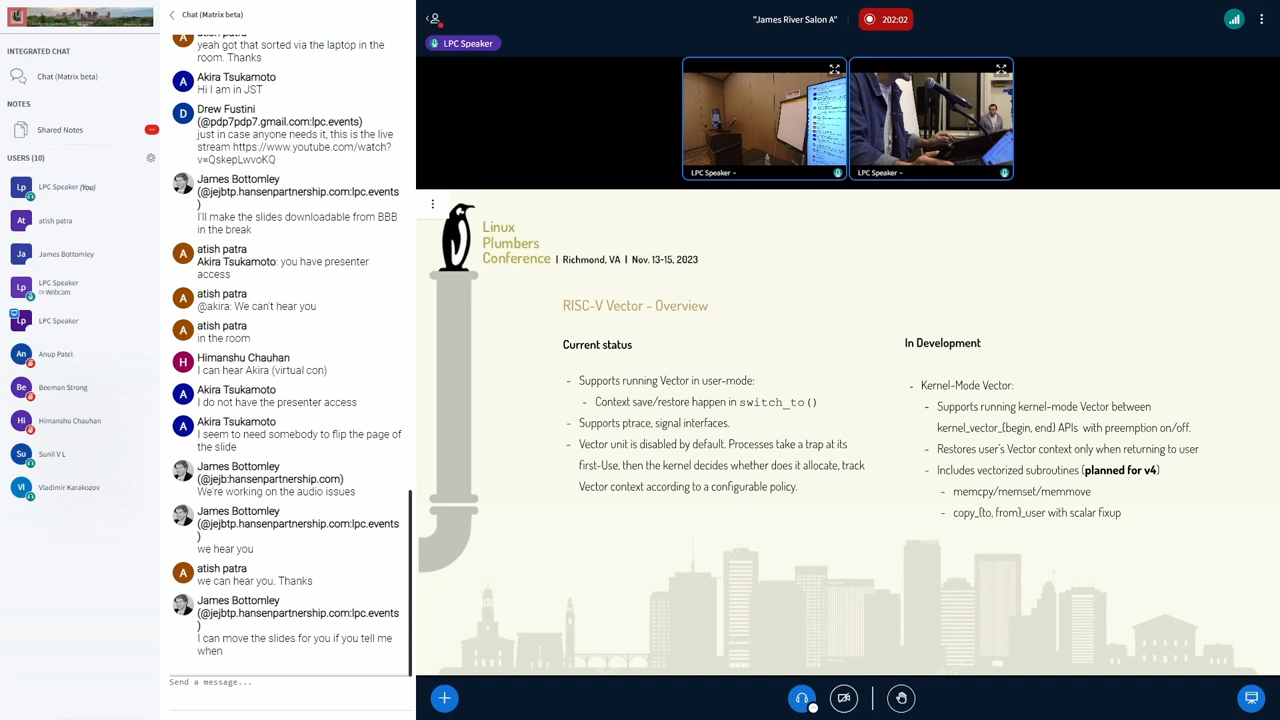 INTEGRATED CHAT
Chat (Matrix beta)
NOTES
Shared Notes
USERS (10)
Lp LPC Speaker (You)
At atish patra
Ja James Bottomley
Lp LPC Speaker
Webcam
Lp LPC Speaker
An Anup Patel
Be Beeman Strong
Hi Himanshu Chauhan
Su Sunil V L
Vl Vladimir Karakozov
Chat (Matrix beta)
A atish patra
yeah got that sorted via the laptop in the
room. Thanks
A Akira Tsukamoto
Hi I am in JST
D Drew Fustini
(@pdp7pdp7.gmail.com:lpc.events)
just in case anyone needs it, this is the live
stream https://www.youtube.com/watch?
v=QskepLwvoKQ
James Bottomley
(@jejbtp.hansenpartnership.com:lpc.events
)
I'll make the slides downloadable from BBB
in the break
A atish patra
Akira Tsukamoto: you have presenter
access
A atish patra
@akira: We can't hear you
A atish patra
in the room
H Himanshu Chauhan
I can hear Akira (virtual con)
A Akira Tsukamoto
I do not have the presenter access
A Akira Tsukamoto
I seem to need somebody to flip the page of
the slide
James Bottomley
(@jejb:hansenpartnership.com)
We're working on the audio issues
James Bottomley
(@jejbtp.hansenpartnership.com:lpc.events
)
we hear you
A atish patra
we can hear you. Thanks
James Bottomley
(@jejbtp.hansenpartnership.com:lpc.events
)
I can move the slides for you if you tell me
when
Send a message...
"James River Salon A"
202:02
LPC Speaker
LPC Speaker
LPC Speaker
Linux
Plumbers
Conference | Richmond, VA | Nov. 13-15, 2023
RISC-V Vector - Overview
Current status
- Supports running Vector in user-mode:
- Context save/restore happen in switch_to()
- Supports ptrace, signal interfaces.
- Vector unit is disabled by default. Processes take a trap at its
first-Use, then the kernel decides whether does it allocate, track
Vector context according to a configurable policy.
In Development
- Kernel-Mode Vector:
- Supports running kernel-mode Vector between
kernel_vector_{begin, end} APIs with preemption on/off.
- Restores user's Vector context only when returning to user
- Includes vectorized subroutines (planned for v4)
- memcpy/memset/memmove
- copy_{to, from}_user with scalar fixup